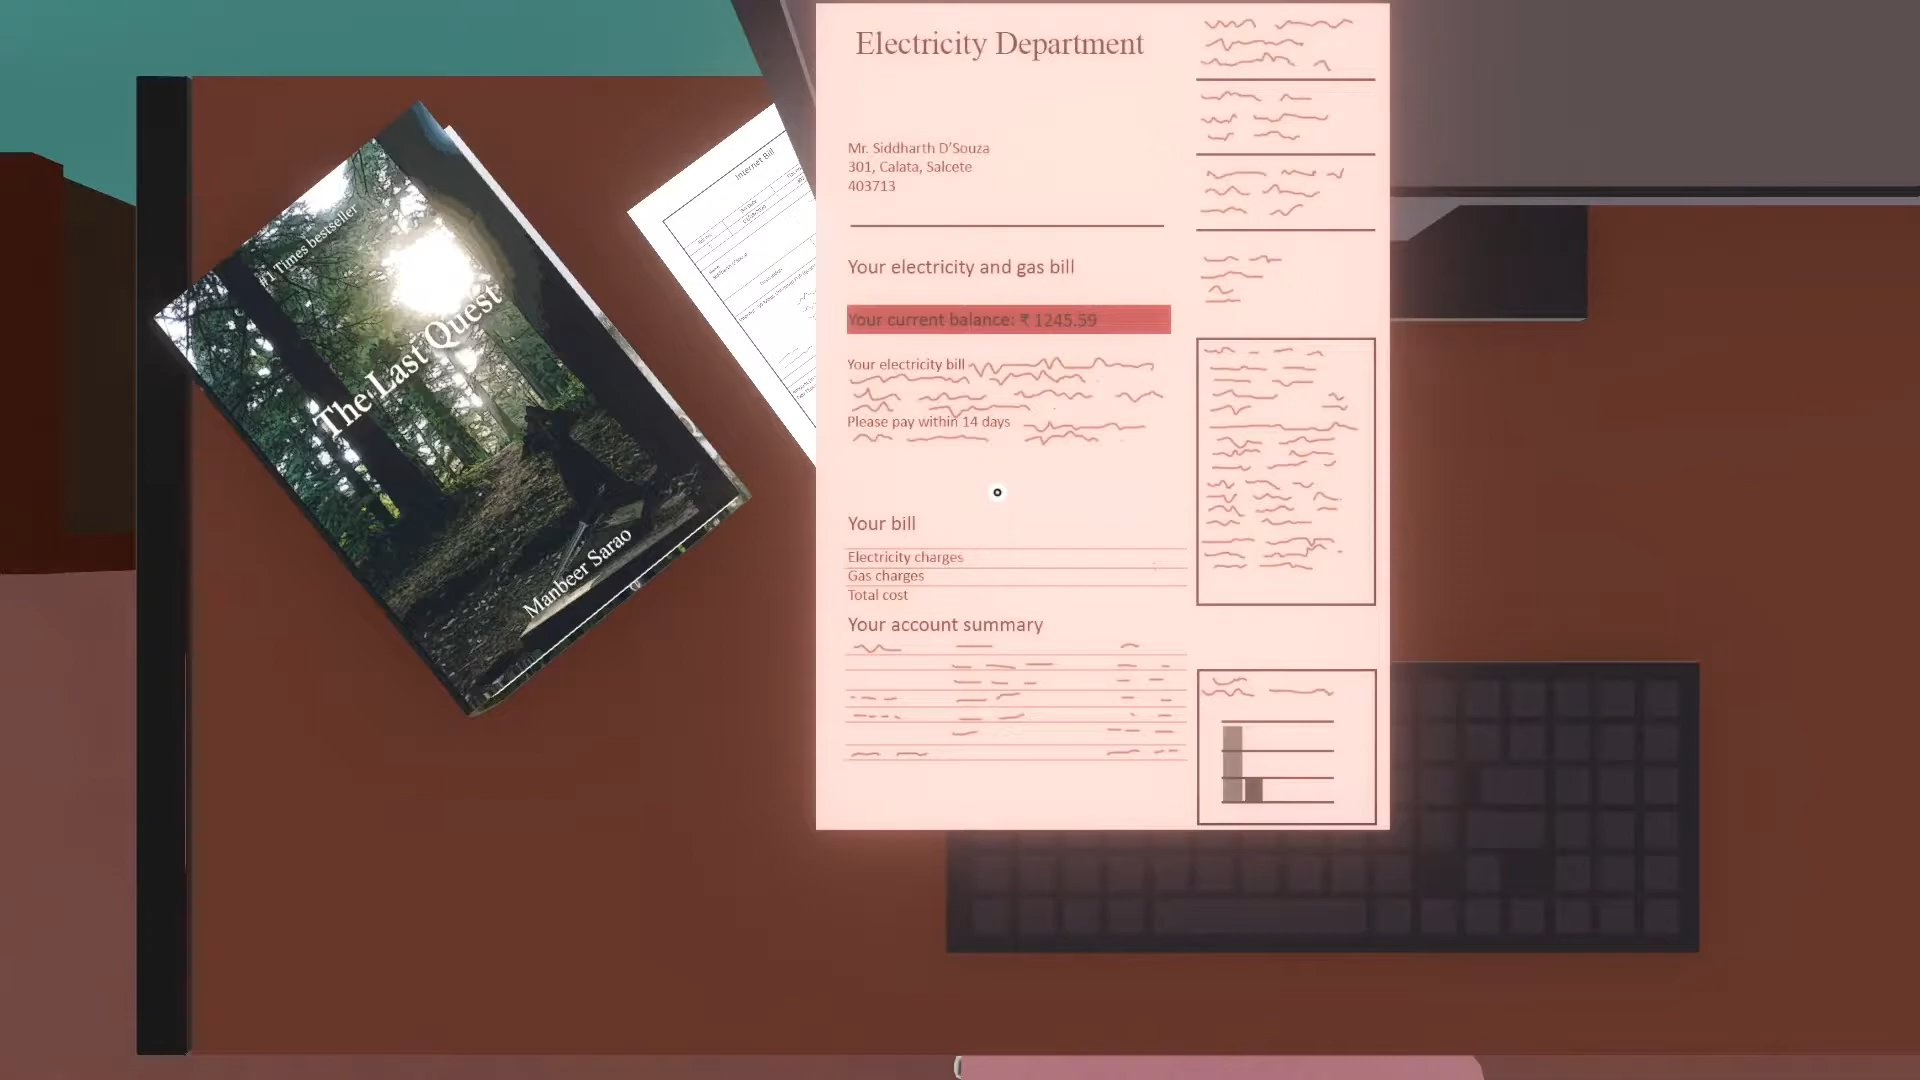 #1 Times bestseller
The Last Quest
Manbeer Sarao
Internet Bill
Electricity Department
Mr. Siddharth D'Souza
301, Calata, Salcete
403713
Your electricity and gas bill
Your current balance: ₹ 1245.59
Your electricity bill
Please pay within 14 days
Your bill
Electricity charges
Gas charges
Total cost
Your account summary